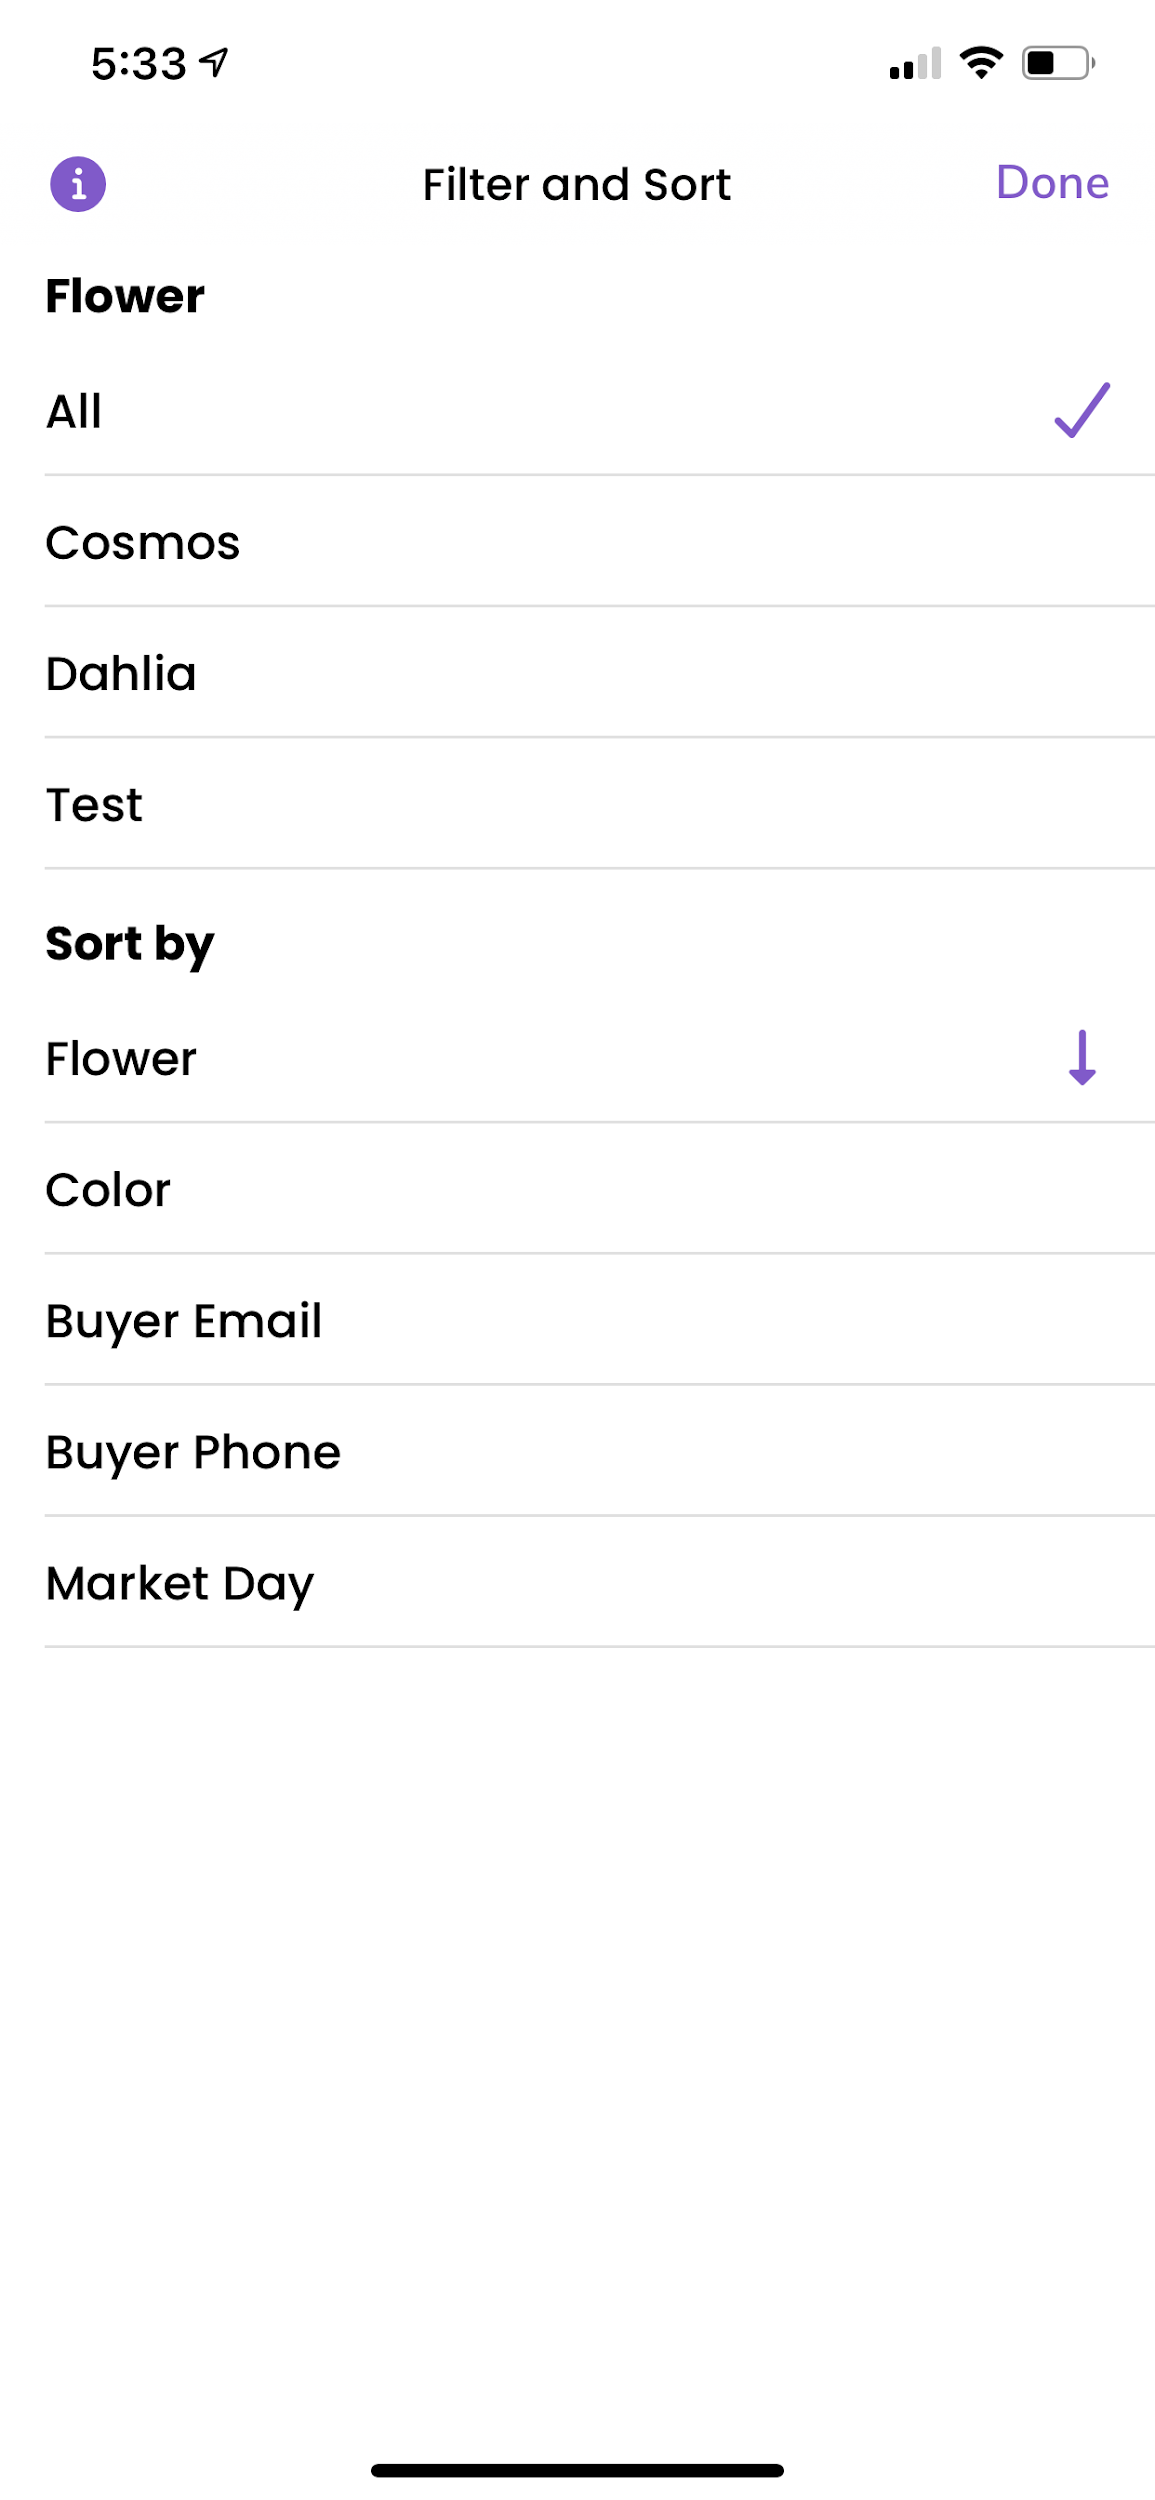 5:33
Filter and Sort
Done
Flower
All
Cosmos
Dahlia
Test
Sort by
Flower
Color
Buyer Email
Buyer Phone
Market Day